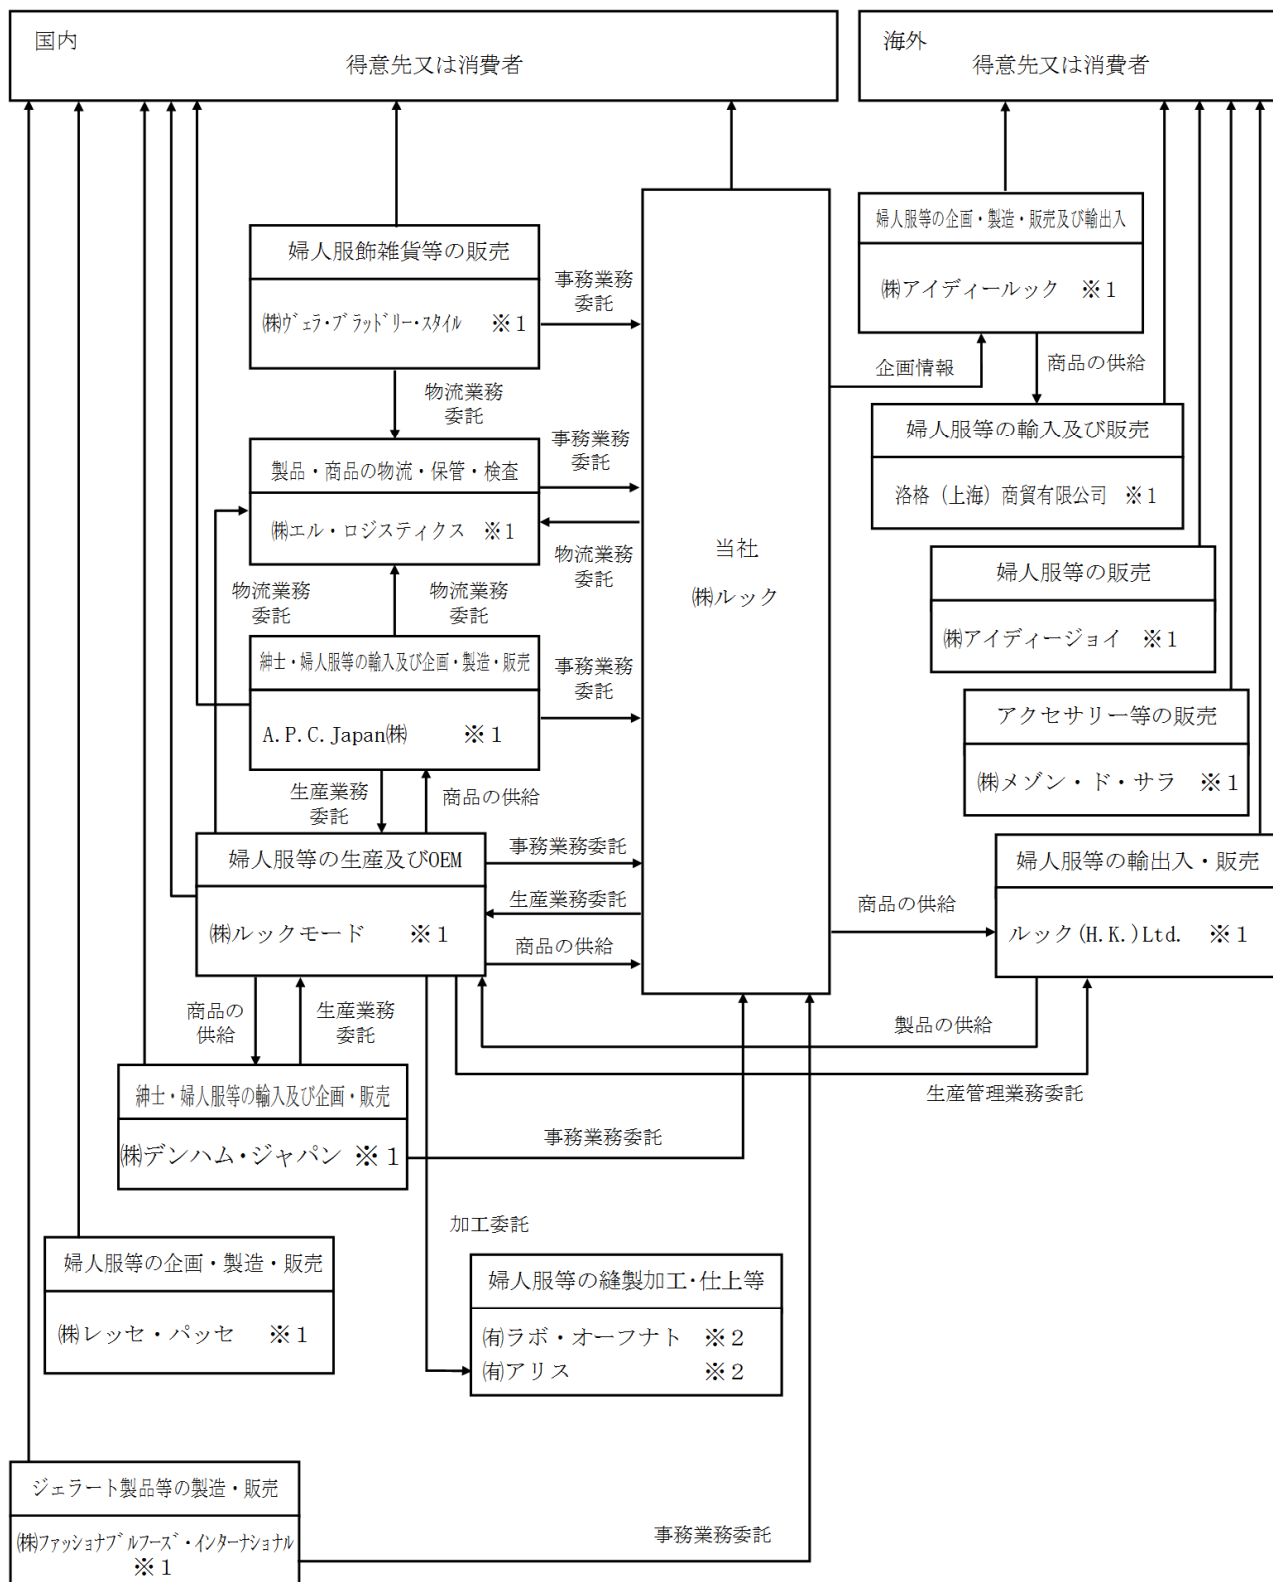 国内
得意先又は消費者
海外
得意先又は消費者
婦人服飾雑貨等の販売
㈱ヴェラ・ブラッドリー・スタイル　※1
事務業務
委託
物流業務
委託
製品・商品の物流・保管・検査
㈱エル・ロジスティクス　※1
事務業務
委託
物流業務
委託
物流業務
委託
物流業務
委託
紳士・婦人服等の輸入及び企画・製造・販売
A.P.C.Japan㈱　※1
事務業務
委託
生産業務
委託
商品の供給
婦人服等の生産及びOEM
㈱ルックモード　※1
事務業務委託
生産業務委託
商品の供給
商品の
供給
生産業務
委託
紳士・婦人服等の輸入及び企画・販売
㈱デンハム・ジャパン　※1
事務業務委託
婦人服等の企画・製造・販売
㈱レッセ・パッセ　※1
加工委託
婦人服等の縫製加工・仕上等
㈲ラボ・オーフナト　※2
㈲アリス　※2
ジェラート製品等の製造・販売
㈱ファッショナブルフーズ・インターナショナル
※1
事務業務委託
当社
㈱ルック
婦人服等の企画・製造・販売及び輸出入
㈱アイディールック　※1
企画情報
商品の供給
婦人服等の輸入及び販売
洛格（上海）商貿有限公司　※1
婦人服等の販売
㈱アイディージョイ　※1
アクセサリー等の販売
㈱メゾン・ド・サラ　※1
婦人服等の輸出入・販売
ルック(H.K.)Ltd.　※1
商品の供給
製品の供給
生産管理業務委託